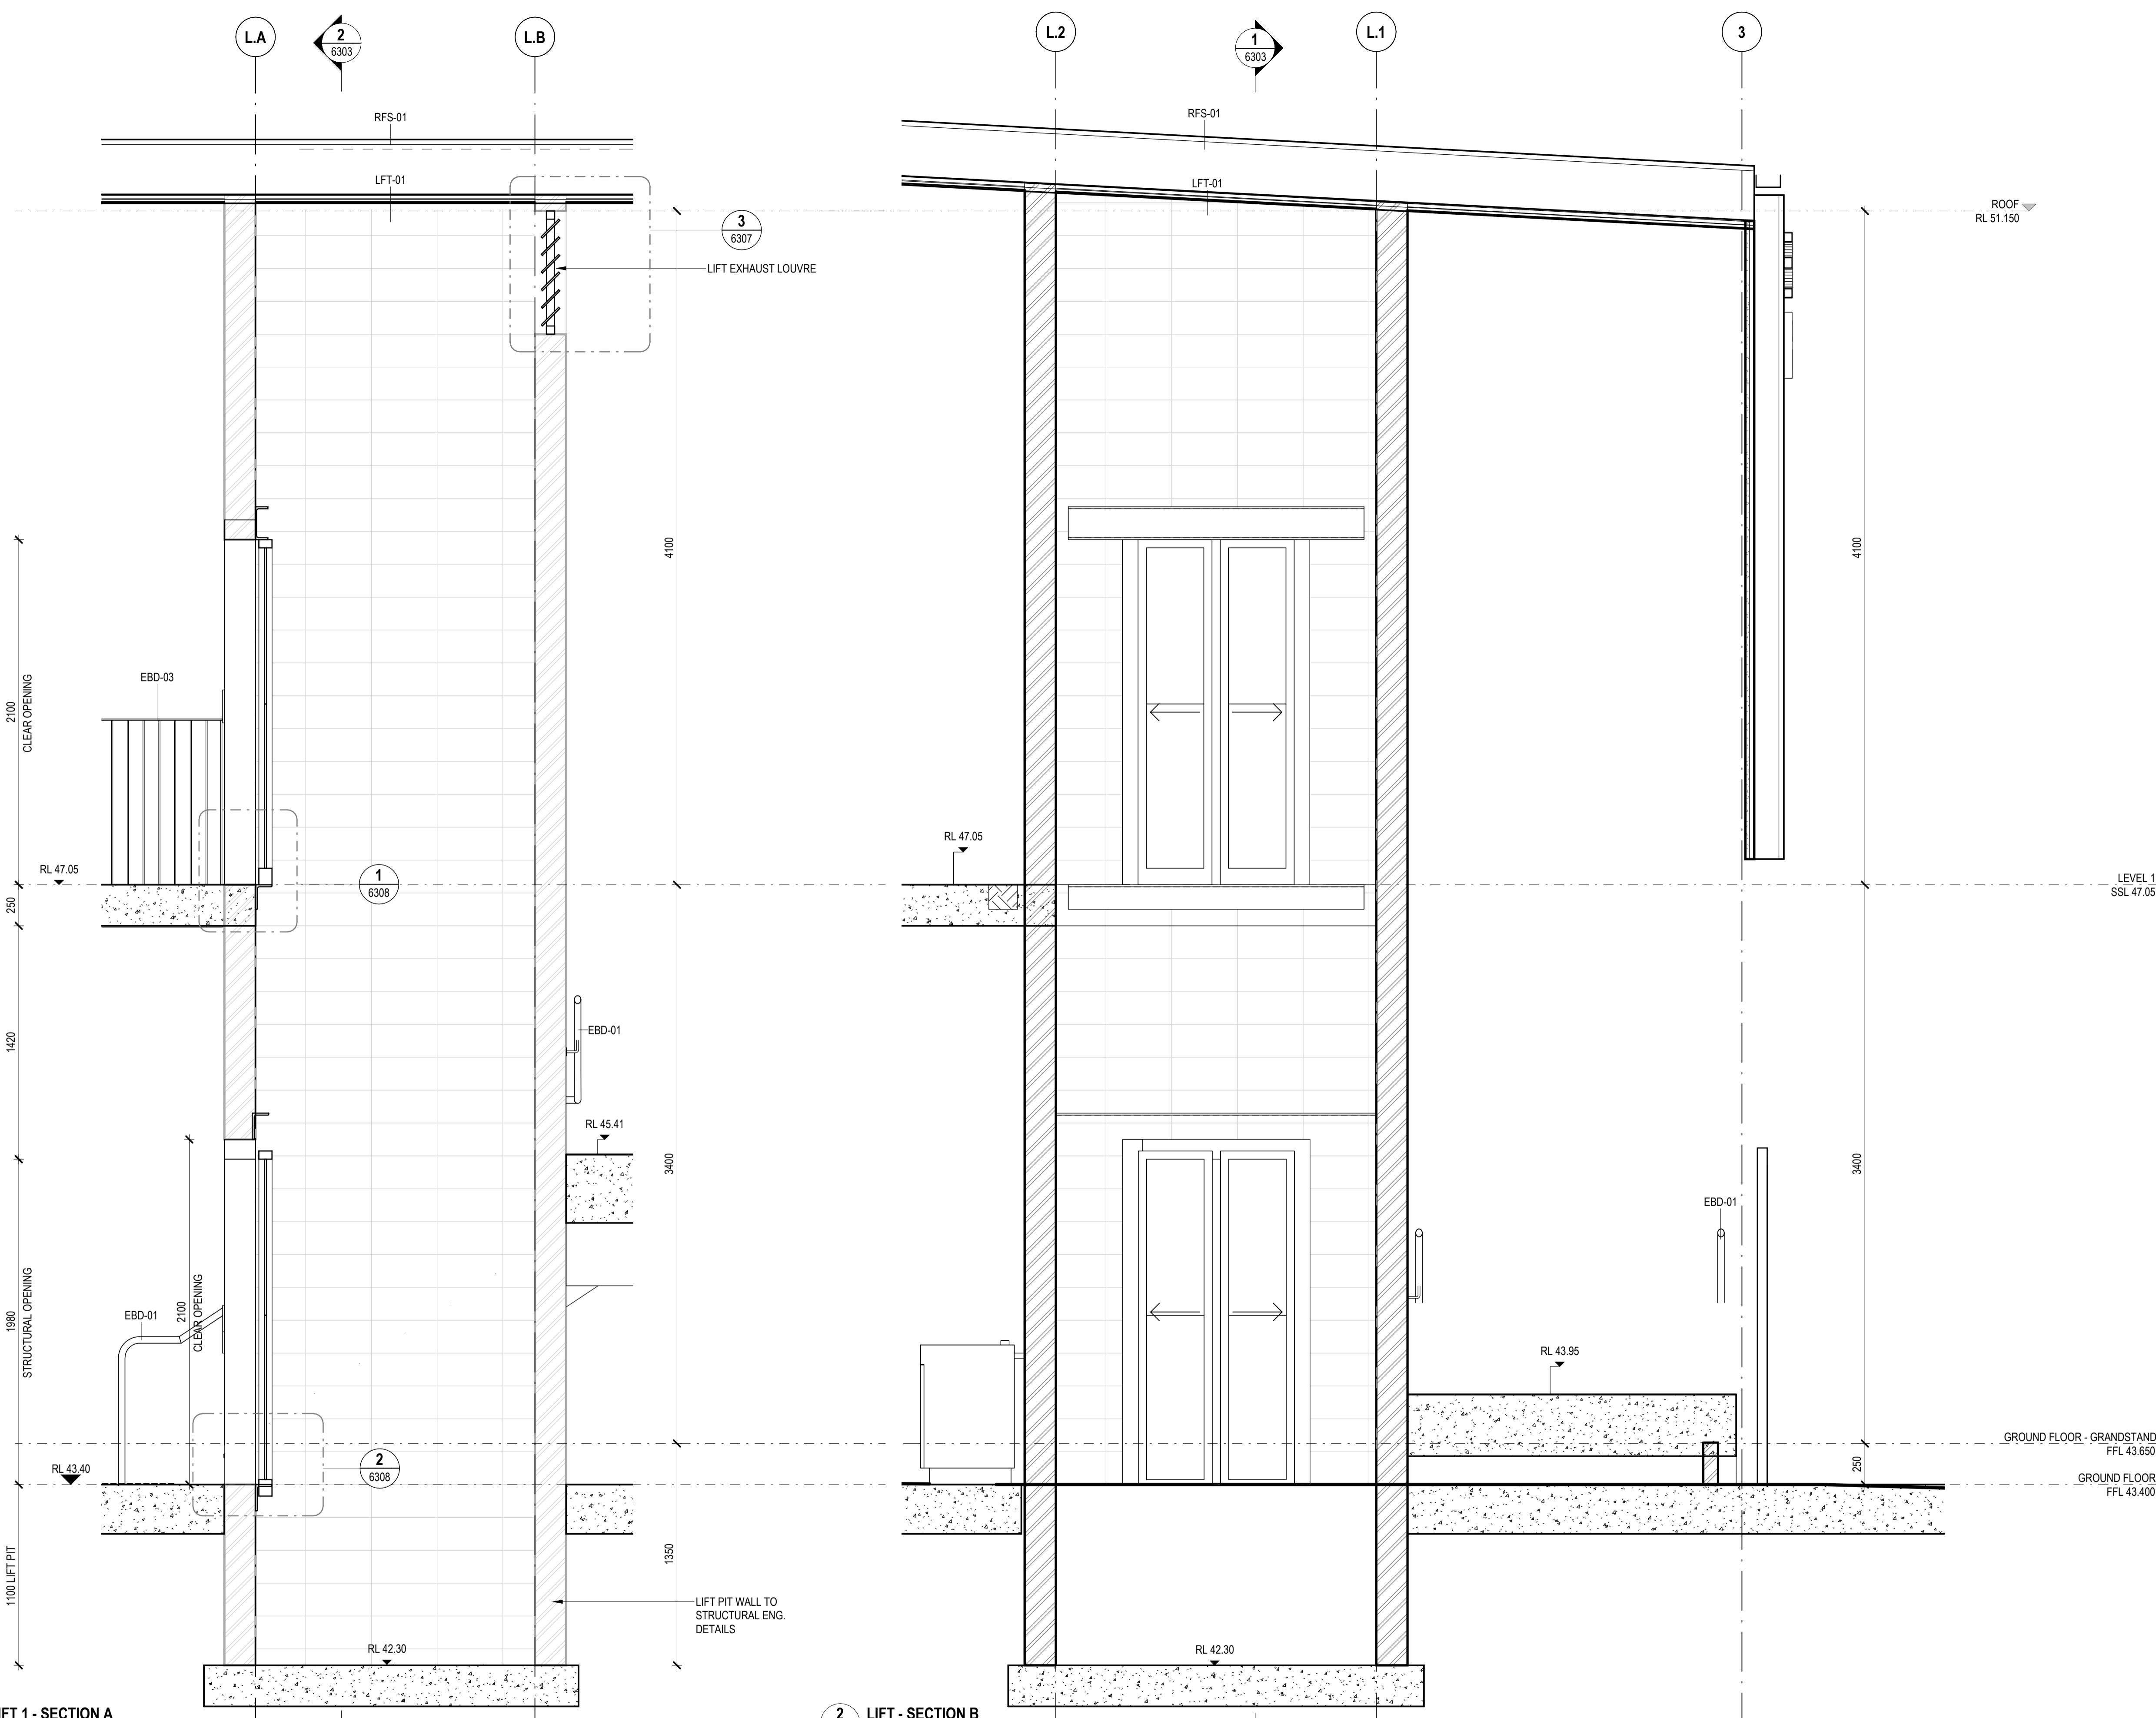 L.A
2
6303
L.B
L.2
1
6303
L.1
3
RFS-01
RFS-01
LFT-01
LFT-01
3
6307
LIFT EXHAUST LOUVRE
ROOF
RL 51.150
4100
4100
2100
CLEAR OPENING
EBD-03
RL 47.05
RL 47.05
1
6308
LEVEL 1
SSL 47.05
250
1420
EBD-01
RL 45.41
3400
3400
EBD-01
1980
STRUCTURAL OPENING
EBD-01
2100
CLEAR OPENING
RL 43.95
GROUND FLOOR - GRANDSTAND
FFL 43.650
250
RL 43.40
2
6308
GROUND FLOOR
FFL 43.400
1100 LIFT PIT
1350
LIFT PIT WALL TO
STRUCTURAL ENG.
DETAILS
RL 42.30
RL 42.30
1 - SECTION A
2
LIFT - SECTION B